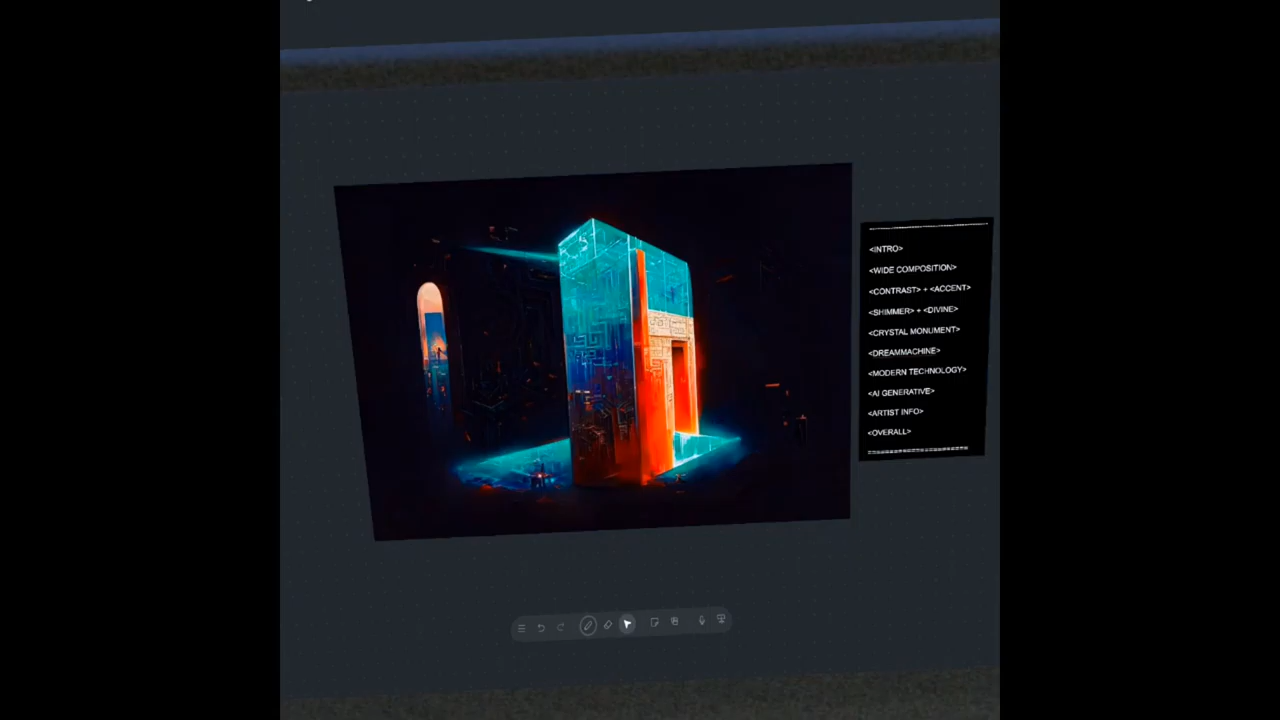 <INTRO>
<WIDE COMPOSITION>
<CONTRAST> + <ACCENT>
<SHIMMER> + <DIVINE>
<CRYSTAL MONUMENT>
<DREAMMACHINE>
<MODERN TECHNOLOGY>
<AI GENERATIVE>
<ARTIST INFO>
<OVERALL>